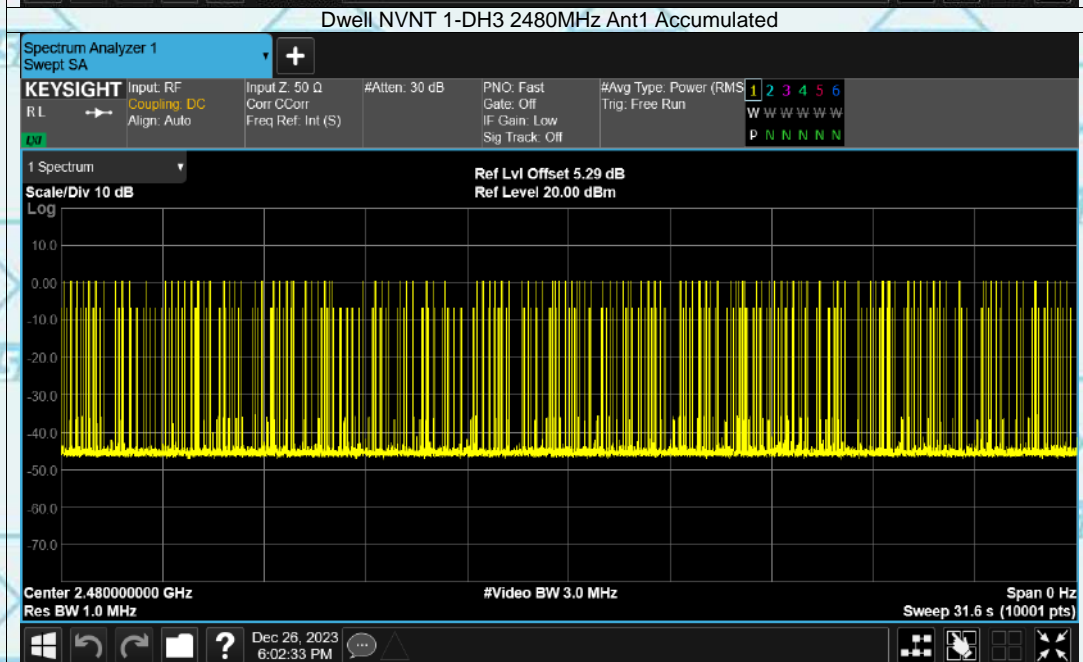 Dwell NVNT 1-DH3 2480MHz Ant1 Accumulated
Spectrum Analyzer 1
Swept SA
KEYSIGHT Input: RF Input Z: 50 Ω #Atten: 30 dB PNO: Fast #Avg Type: Power (RMS 1 2 3 4 5 6
RL Coupling: DC Corr CCorr Gate: Off Trig: Free Run W W W W W W
Align: Auto Freq Ref: Int (S) IF Gain: Low
Sig Track: Off P N N N N N
LXI
1 Spectrum Ref Lvl Offset 5.29 dB
Scale/Div 10 dB Ref Level 20.00 dBm
Log
10.0
0.00
-10.0
-20.0
-30.0
-40.0
-50.0
-60.0
-70.0
Center 2.480000000 GHz #Video BW 3.0 MHz Span 0 Hz
Res BW 1.0 MHz Sweep 31.6 s (10001 pts)
? Dec 26, 2023
6:02:33 PM